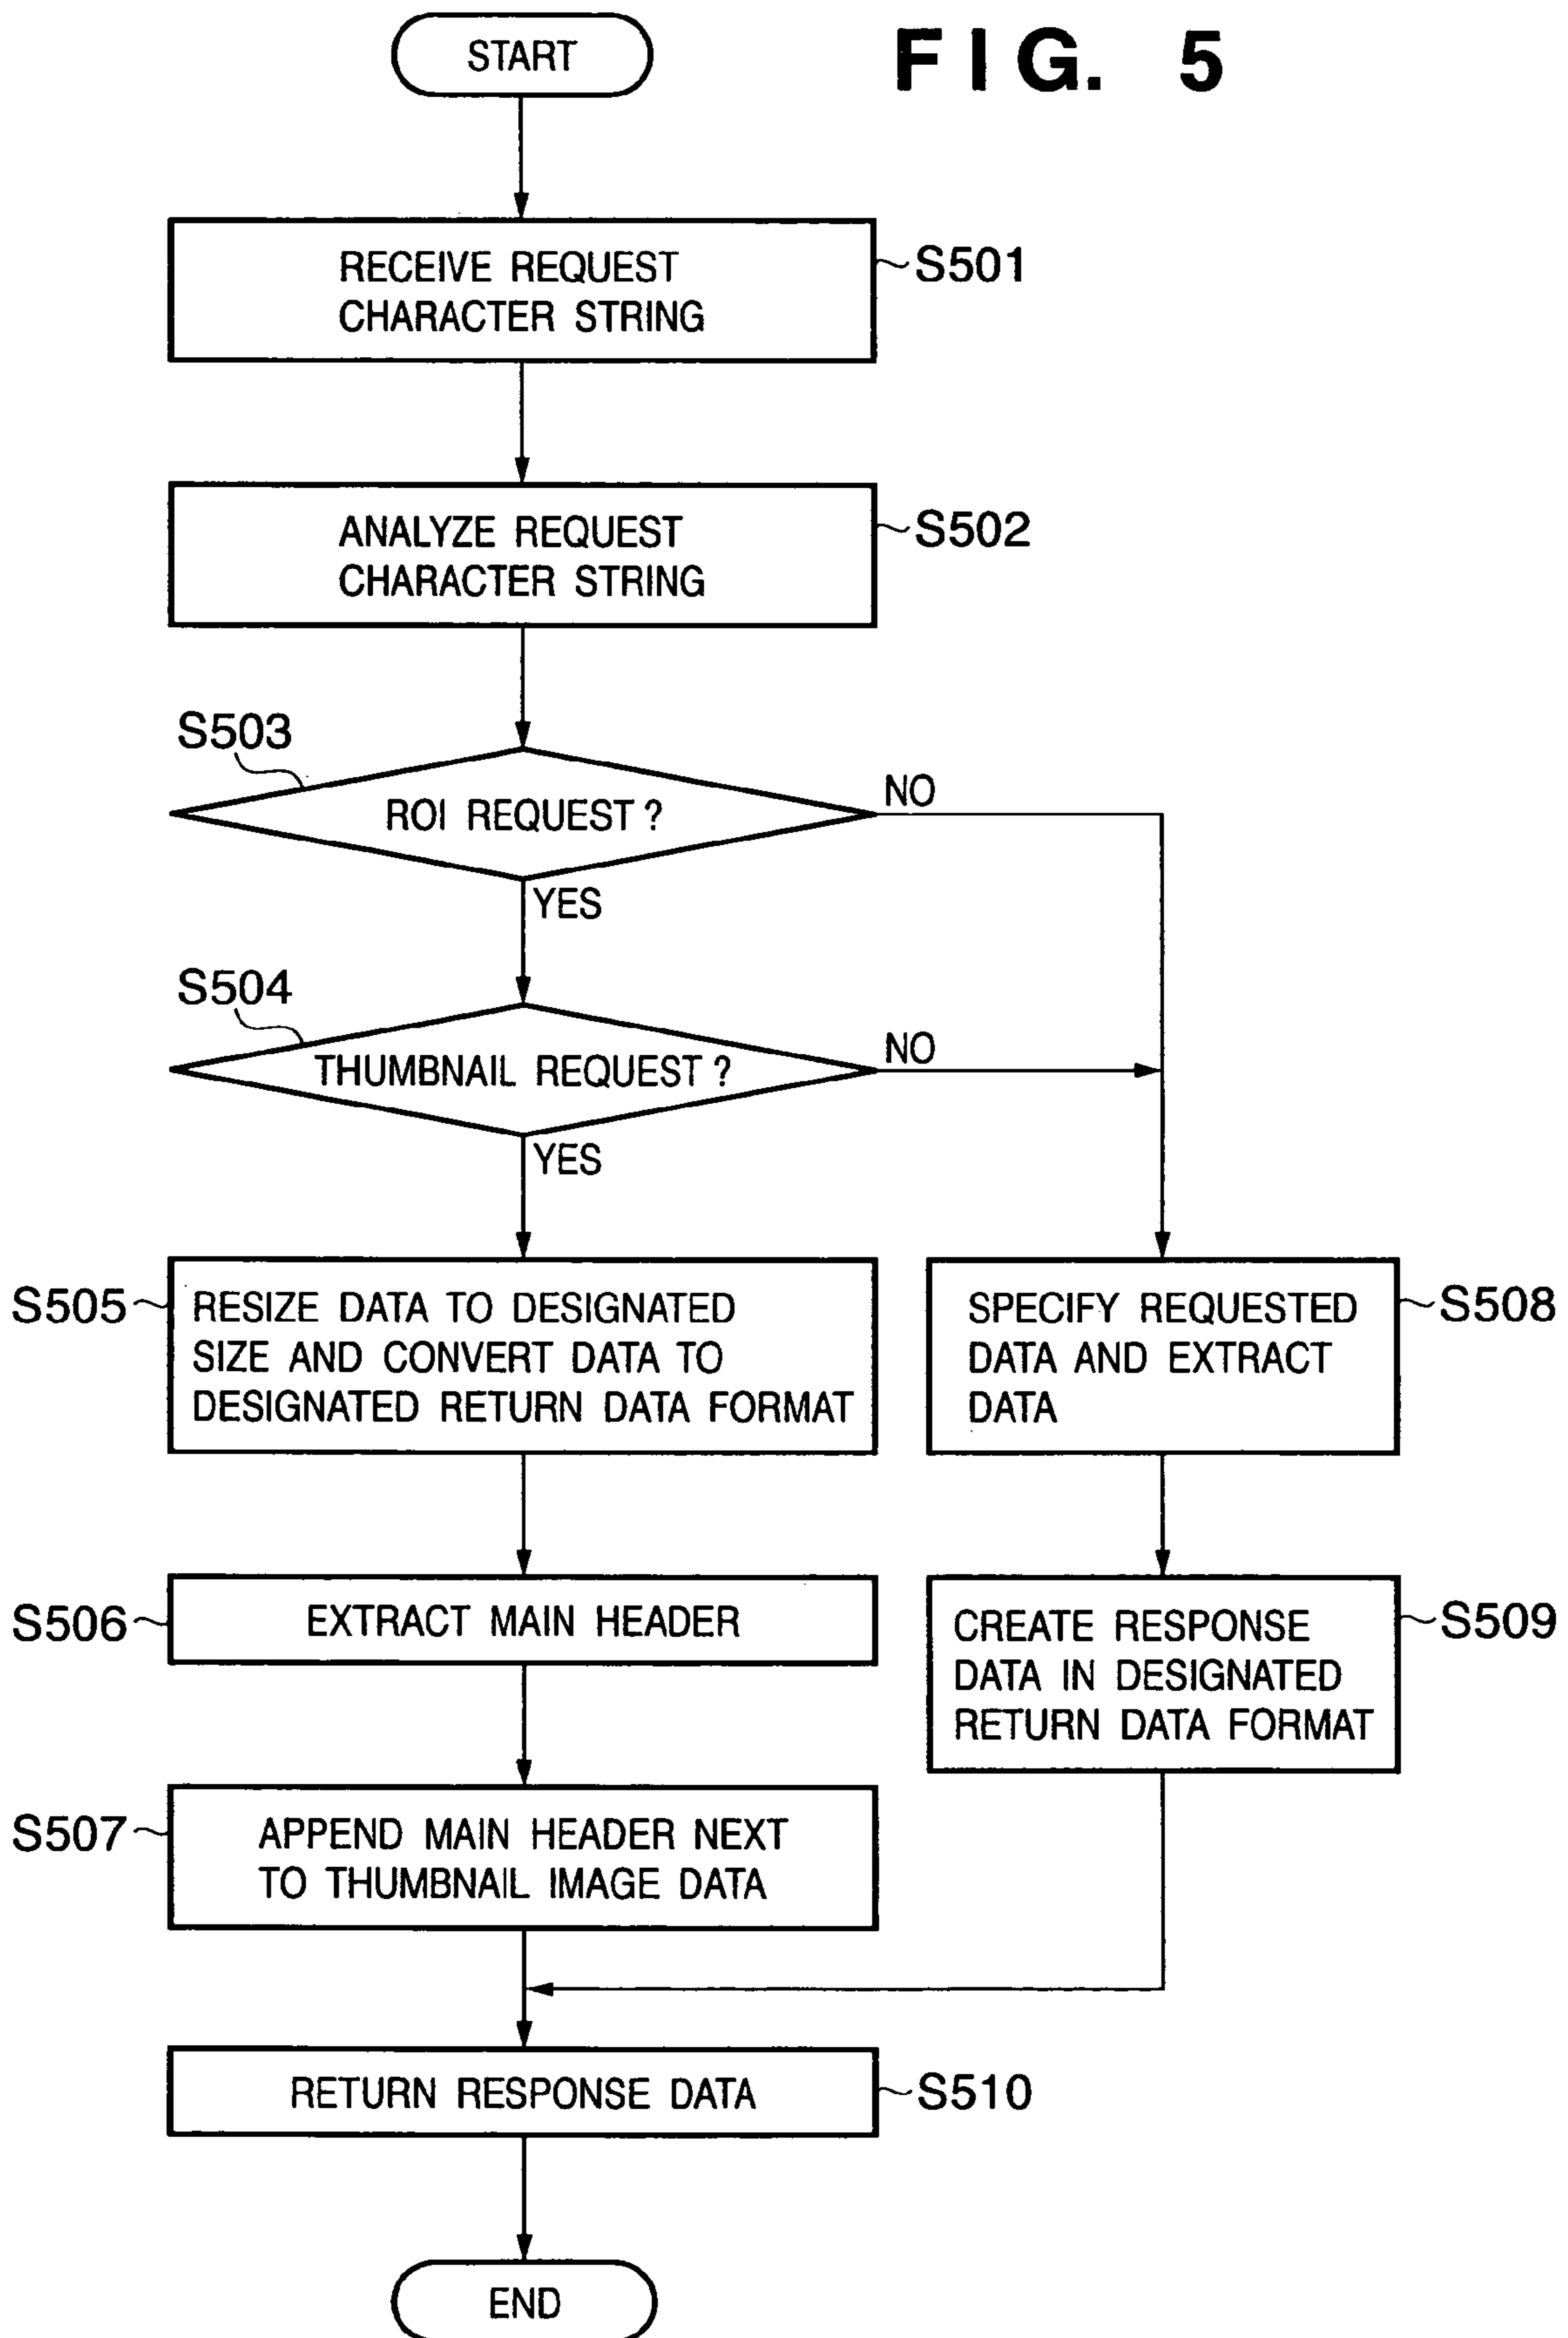 START
FIG. 5
RECEIVE REQUEST
CHARACTER STRING
S501
ANALYZE REQUEST
CHARACTER STRING
S502
S503
ROI REQUEST?
NO
YES
S504
THUMBNAIL REQUEST?
NO
YES
S505
RESIZE DATA TO DESIGNATED
SIZE AND CONVERT DATA TO
DESIGNATED RETURN DATA FORMAT
SPECIFY REQUESTED
DATA AND EXTRACT
DATA
S508
S506
EXTRACT MAIN HEADER
CREATE RESPONSE
DATA IN DESIGNATED
RETURN DATA FORMAT
S509
S507
APPEND MAIN HEADER NEXT
TO THUMBNAIL IMAGE DATA
RETURN RESPONSE DATA
S510
END